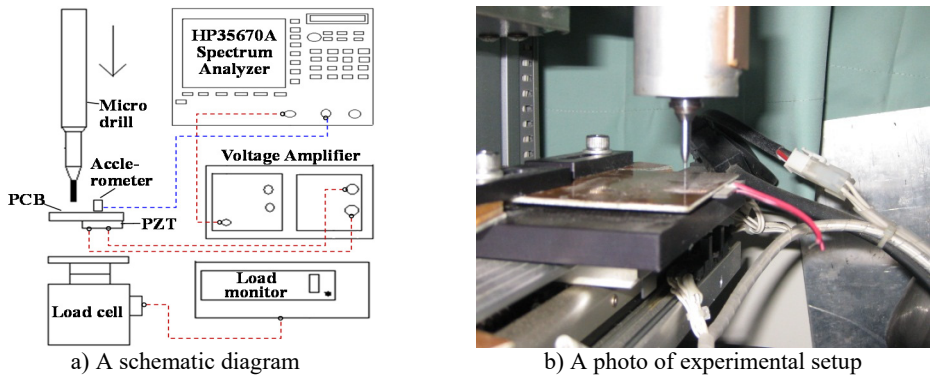 HP35670A
Spectrum
Analyzer
Micro
drill
Accle-
rometer
Voltage Amplifier
PCB
PZT
Load
monitor
Load cell
a) A schematic diagram
b) A photo of experimental setup